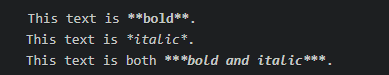 This text is **bold**.
This text is *italic*.
This text is both ***bold and italic***.